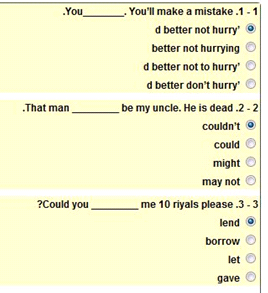 .You________. You'll make a mistake .1 - 1
d better not hurry'
better not hurrying
d better not to hurry'
d better don't hurry'
.That man ________ be my uncle. He is dead .2 - 2
couldn't
could
might
may not
?Could you ________ me 10 riyals please .3 - 3
lend
borrow
let
gave